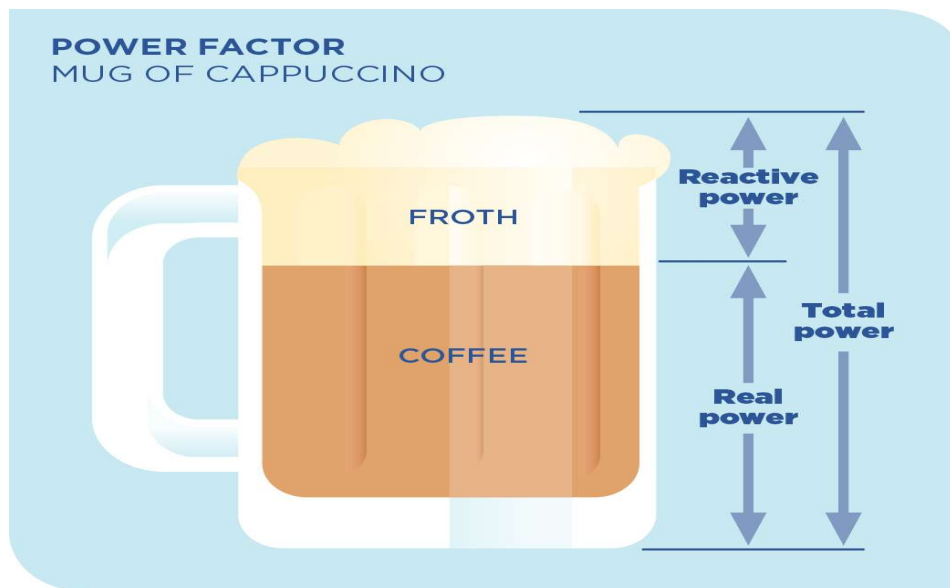 POWER FACTOR
MUG OF CAPPUCCINO
Reactive
power
FROTH
Total
power
COFFEE
Real
power